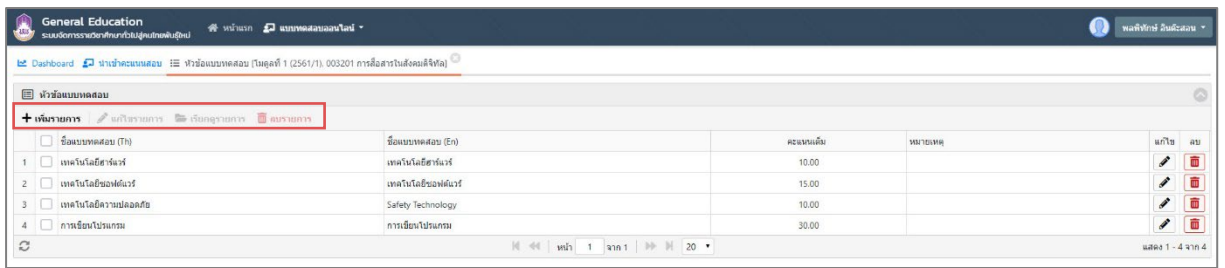 General Education
ระบบจัดการรายวิชาศึกษาทั่วไปสู่คนไทยพันธุ์ใหม่
หน้าแรก แบบทดสอบออนไลน์
พลพิทักษ์ อินต๊ะสอน
Dashboard นำเข้าคะแนนสอบ หัวข้อแบบทดสอบ [โมดูลที่ 1 (2561/1). 003201 การสื่อสารในสังคมดิจิทัล]
หัวข้อแบบทดสอบ
เพิ่มรายการ แก้ไขรายการ เรียกดูรายการ ลบรายการ
ชื่อแบบทดสอบ (Th) ชื่อแบบทดสอบ (En) คะแนนเต็ม หมายเหตุ แก้ไข ลบ
1 เทคโนโลยีฮาร์แวร์ เทคโนโลยีฮาร์แวร์ 10.00
2 เทคโนโลยีซอฟต์แวร์ เทคโนโลยีซอฟต์แวร์ 15.00
3 เทคโนโลยีความปลอดภัย Safety Technology 10.00
4 การเขียนโปรแกรม การเขียนโปรแกรม 30.00
หน้า 1 จาก 1 20 แสดง 1 - 4 จาก 4